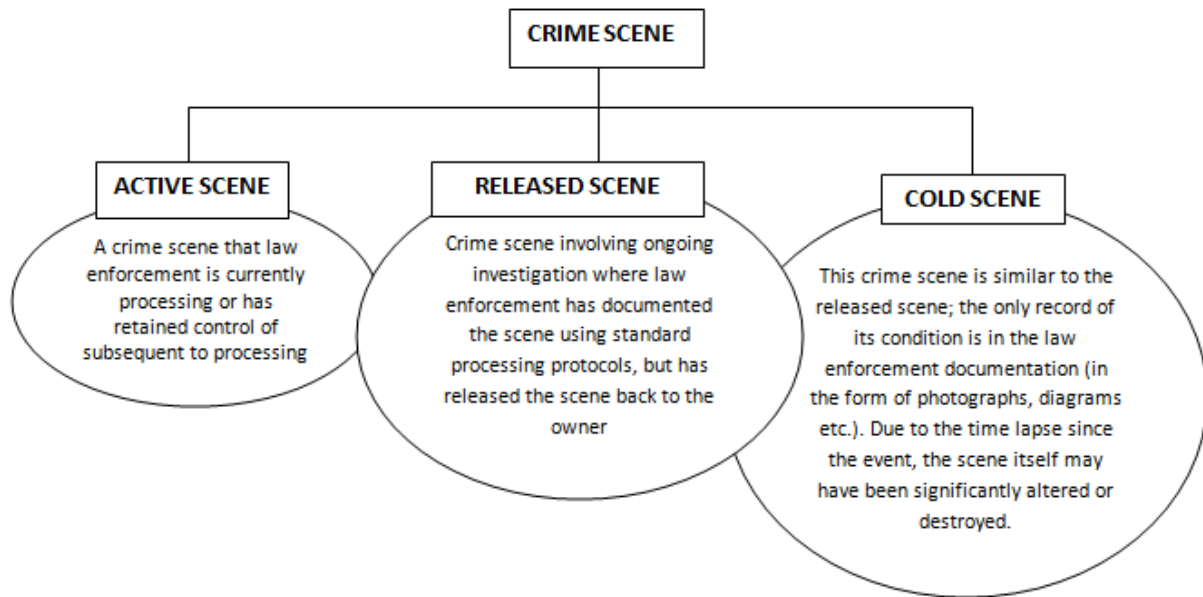 CRIME SCENE
ACTIVE SCENE
A crime scene that law
enforcement is currently
processing or has
retained control of
subsequent to processing
RELEASED SCENE
Crime scene involving ongoing
investigation where law
enforcement has documented
the scene using standard
processing protocols, but has
released the scene back to the
owner
COLD SCENE
This crime scene is similar to the
released scene; the only record of
its condition is in the law
enforcement documentation (in
the form of photographs, diagrams
etc.). Due to the time lapse since
the event, the scene itself may
have been significantly altered or
destroyed.